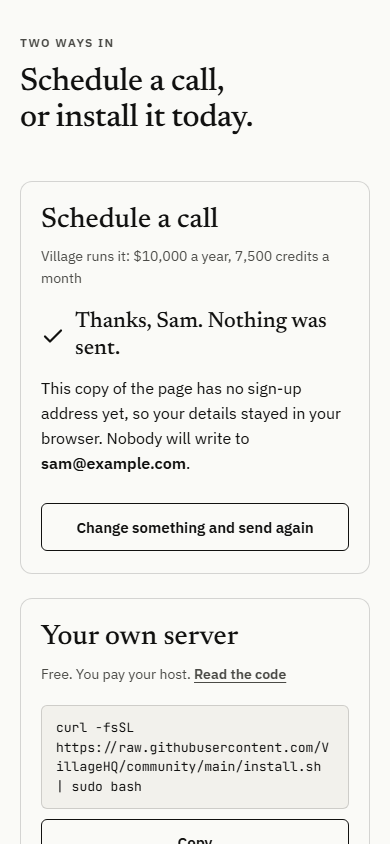 TWO WAYS IN
Schedule a call,
or install it today.
Schedule a call
Village runs it: $10,000 a year, 7,500 credits a
month
Thanks, Sam. Nothing was
sent.
This copy of the page has no sign-up
address yet, so your details stayed in your
browser. Nobody will write to
sam@example.com.
Change something and send again
Your own server
Free. You pay your host. Read the code
curl -fsSL
https://raw.githubusercontent.com/V
illageHQ/community/main/install.sh
| sudo bash
Copy